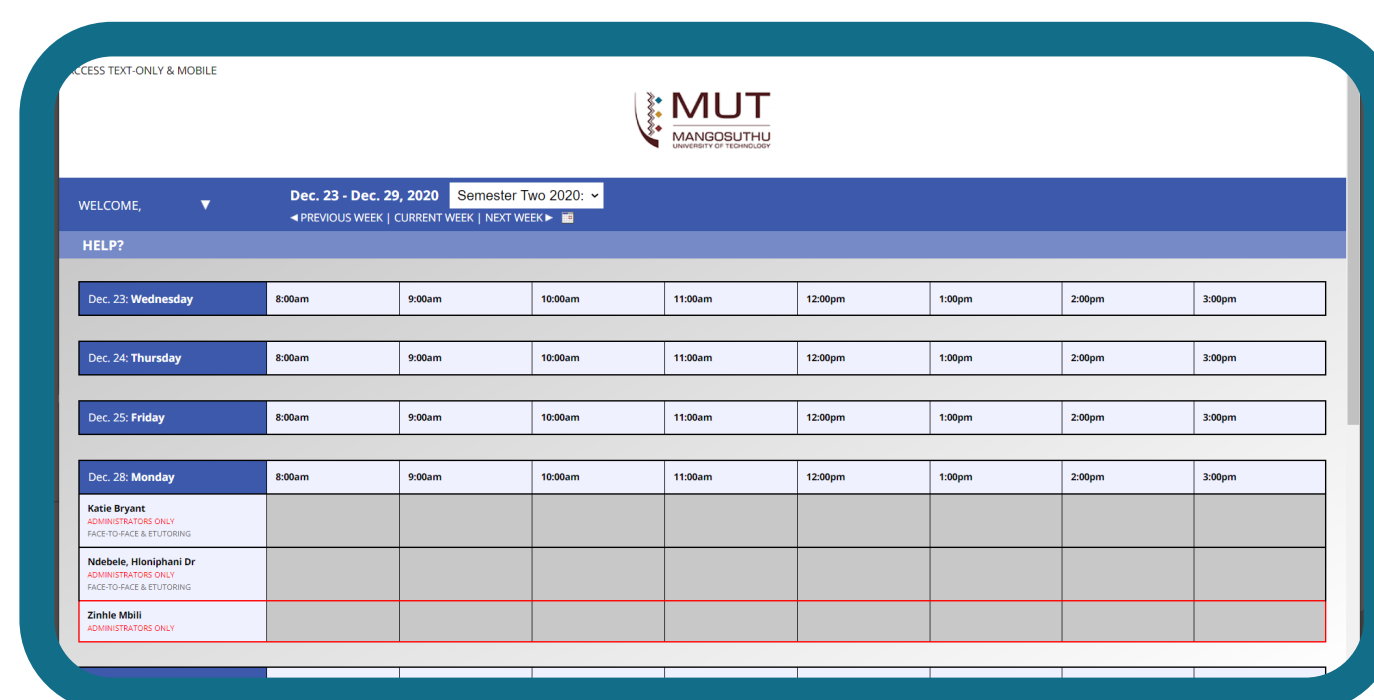 CCESS TEXT-ONLY & MOBILE
MUT
MANGOSUTHU
UNIVERSITY OF TECHNOLOGY
WELCOME, ▼
Dec. 23 - Dec. 29, 2020 Semester Two 2020:
◄PREVIOUS WEEK | CURRENT WEEK | NEXT WEEK►
HELP?
Dec. 23: Wednesday 8:00am 9:00am 10:00am 11:00am 12:00pm 1:00pm 2:00pm 3:00pm
Dec. 24: Thursday 8:00am 9:00am 10:00am 11:00am 12:00pm 1:00pm 2:00pm 3:00pm
Dec. 25: Friday 8:00am 9:00am 10:00am 11:00am 12:00pm 1:00pm 2:00pm 3:00pm
Dec. 28: Monday 8:00am 9:00am 10:00am 11:00am 12:00pm 1:00pm 2:00pm 3:00pm
Katie Bryant
ADMINISTRATORS ONLY
FACE-TO-FACE & ETUTORING
Ndebele, Hloniphani Dr
ADMINISTRATORS ONLY
FACE-TO-FACE & ETUTORING
Zinhle Mbili
ADMINISTRATORS ONLY